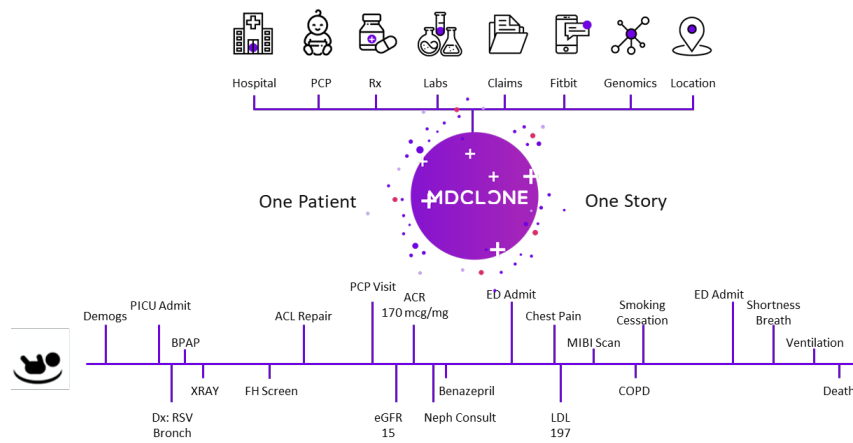 Hospital PCP Rx Labs Claims Fitbit Genomics Location
One Patient
MDCLONE
One Story
Demogs
PICU Admit
BPAP
ACL Repair
PCP Visit
ACR
170 mcg/mg
ED Admit
Chest Pain
MIBI Scan
Smoking
Cessation
ED Admit
Shortness
Breath
Ventilation
Dx: RSV
Bronch
XRAY
FH Screen
eGFR
15
Neph Consult
Benazepril
LDL
197
COPD
Death